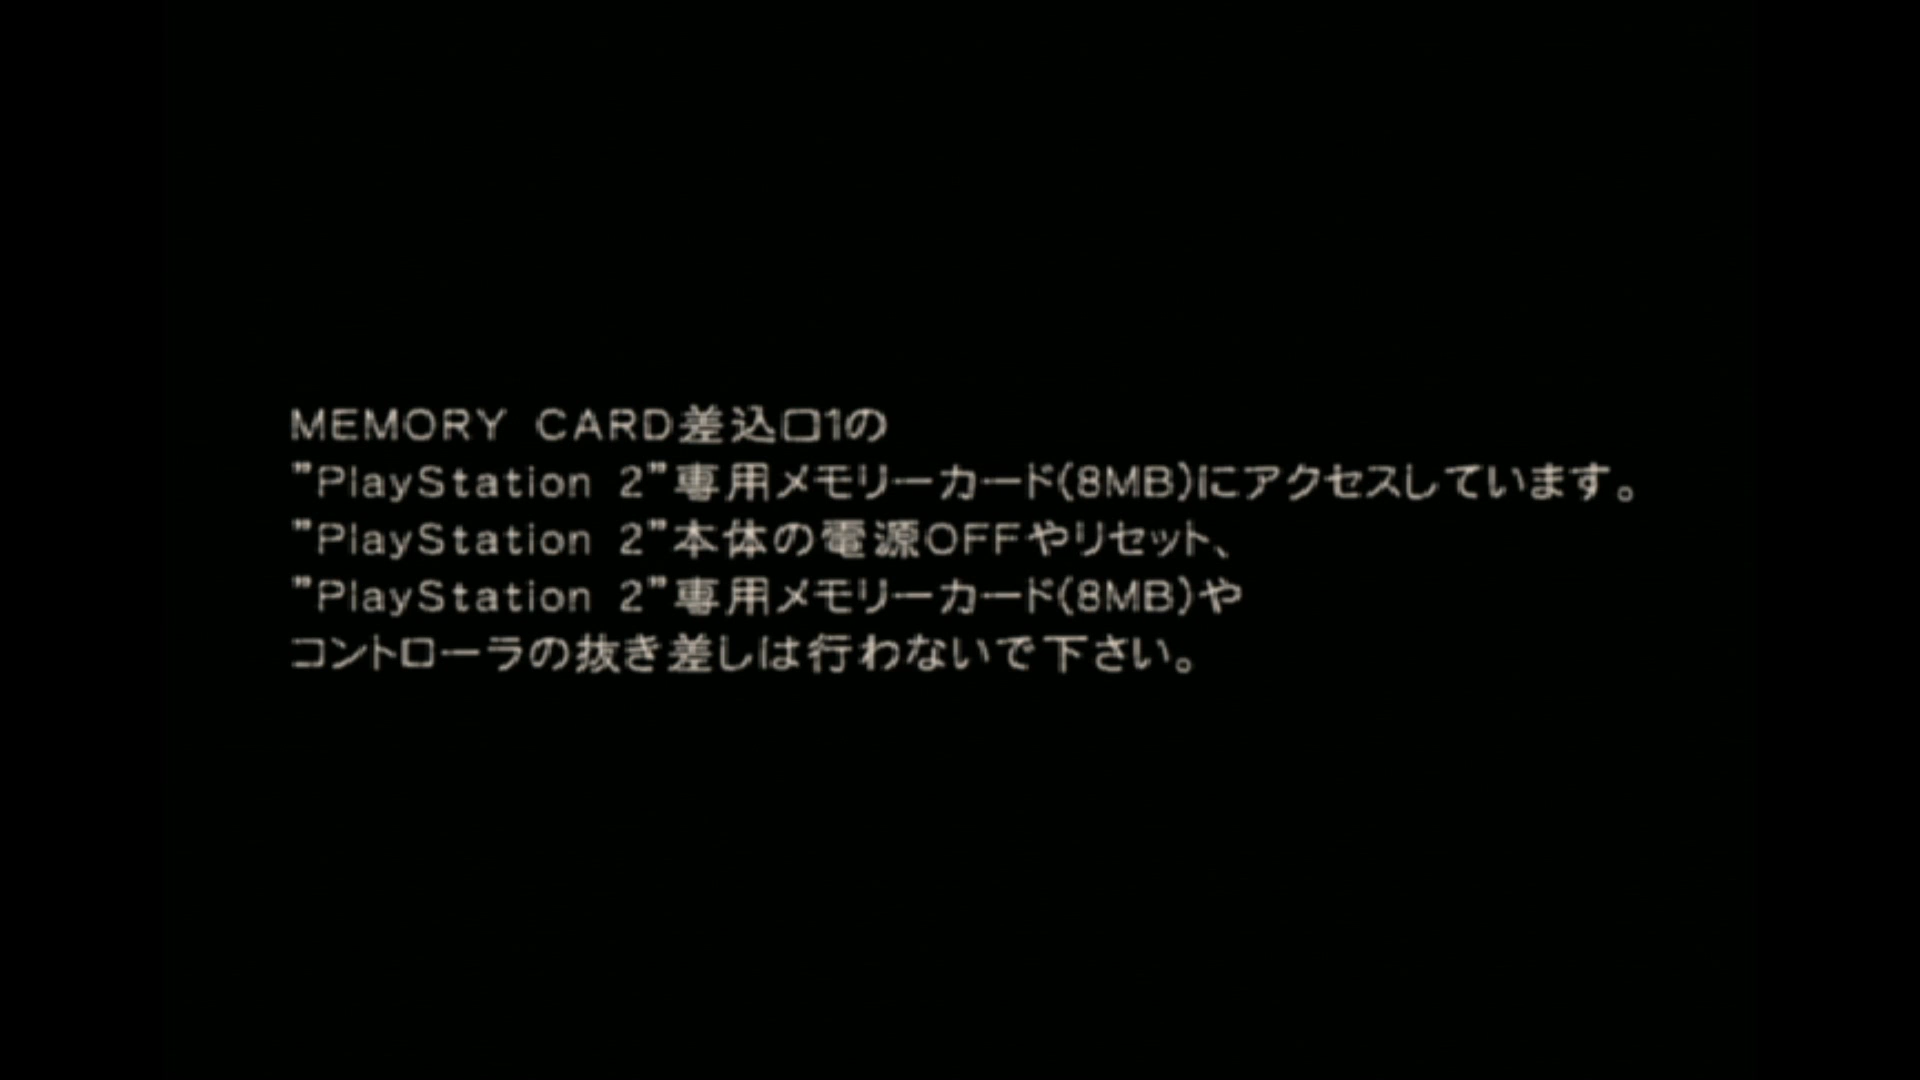 MEMORY CARD差込口1の
"PlayStation 2"専用メモリーカード(8MB)にアクセスしています。
"PlayStation 2"本体の電源OFFやリセット、
"PlayStation 2"専用メモリーカード(8MB)や
コントローラの抜き差しは行わないで下さい。